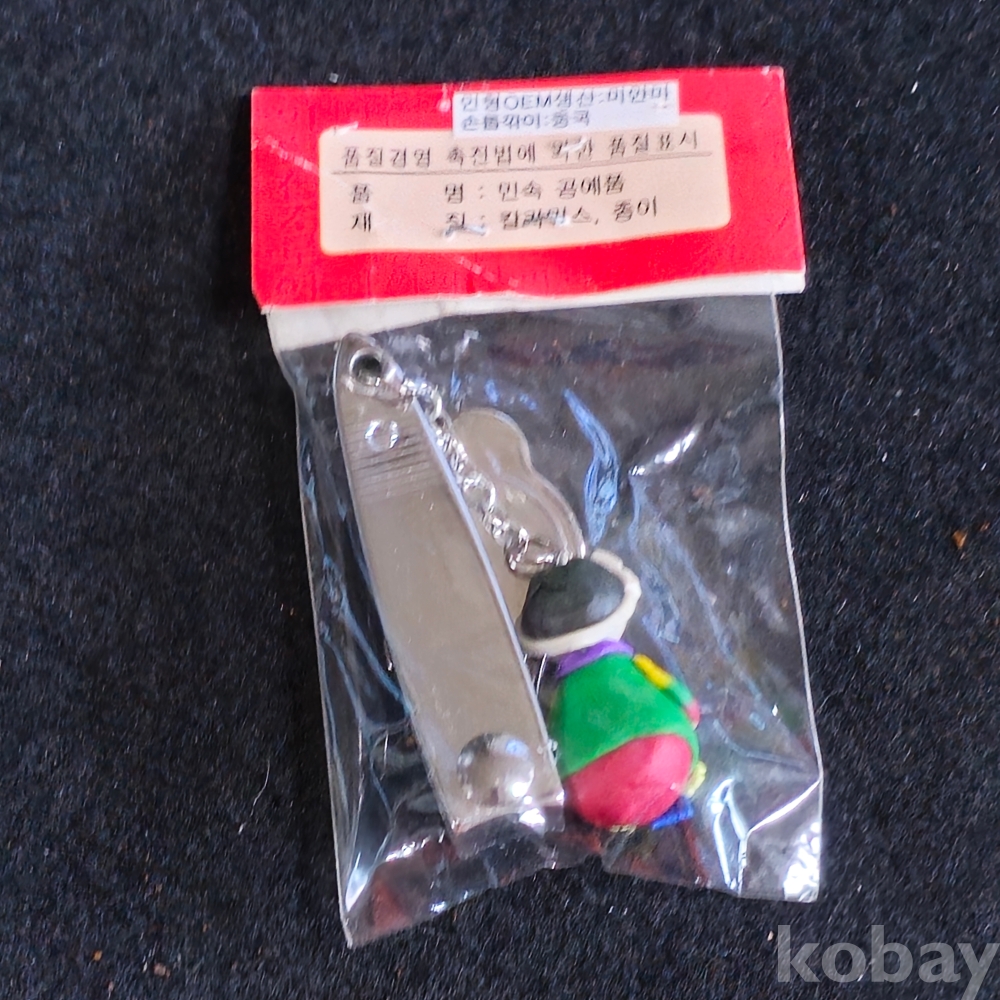 인형OEM생산:미얀마
손톱깎이:중국
품질경영 촉진법에 의한 품질표시
품 명 : 민속 공예품
재 질 : 칼라믹스, 종이
kobay